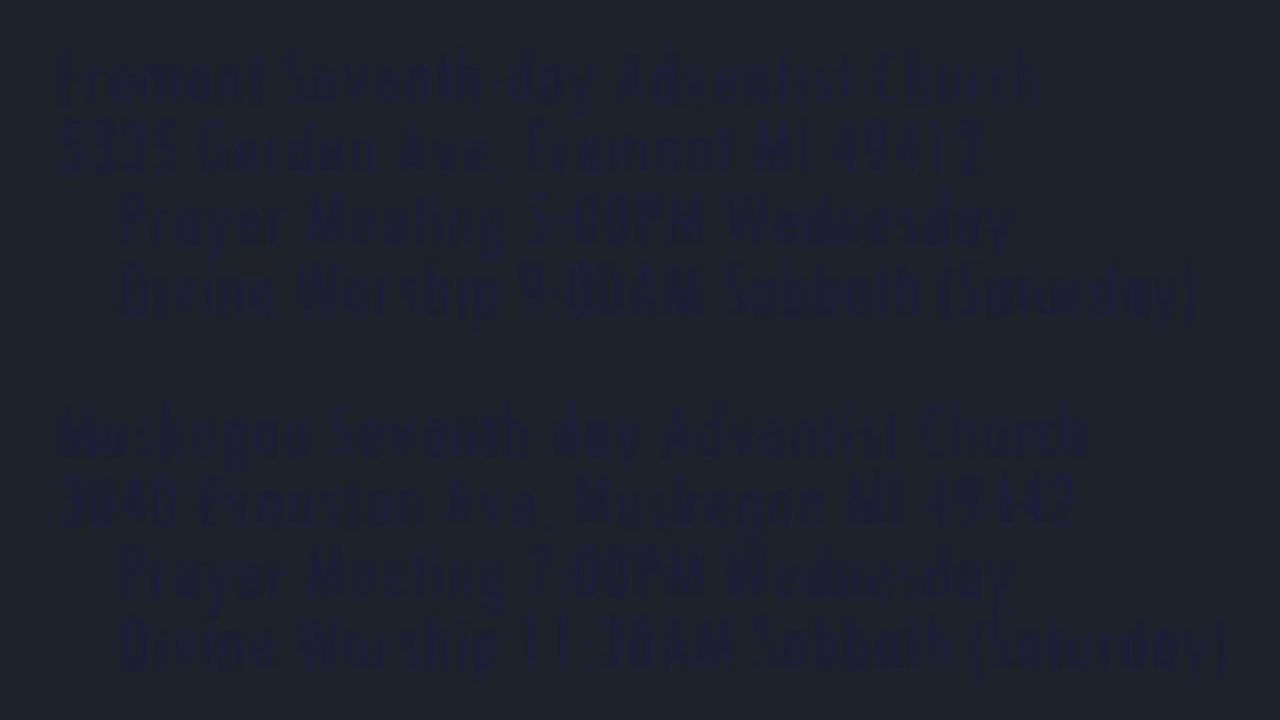 Fremont Seventh-day Adventist Church
5335 Garden Ave, Fremont MI 49412
Prayer Meeting 5:00PM Wednesday
Divine Worship 9:00AM Sabbath (Saturday)
Muskegon Seventh-day Adventist Church
3040 Evanston Ave, Muskegon MI 49442
Prayer Meeting 7:00PM Wednesday
Divine Worship 11:30AM Sabbath (Saturday)